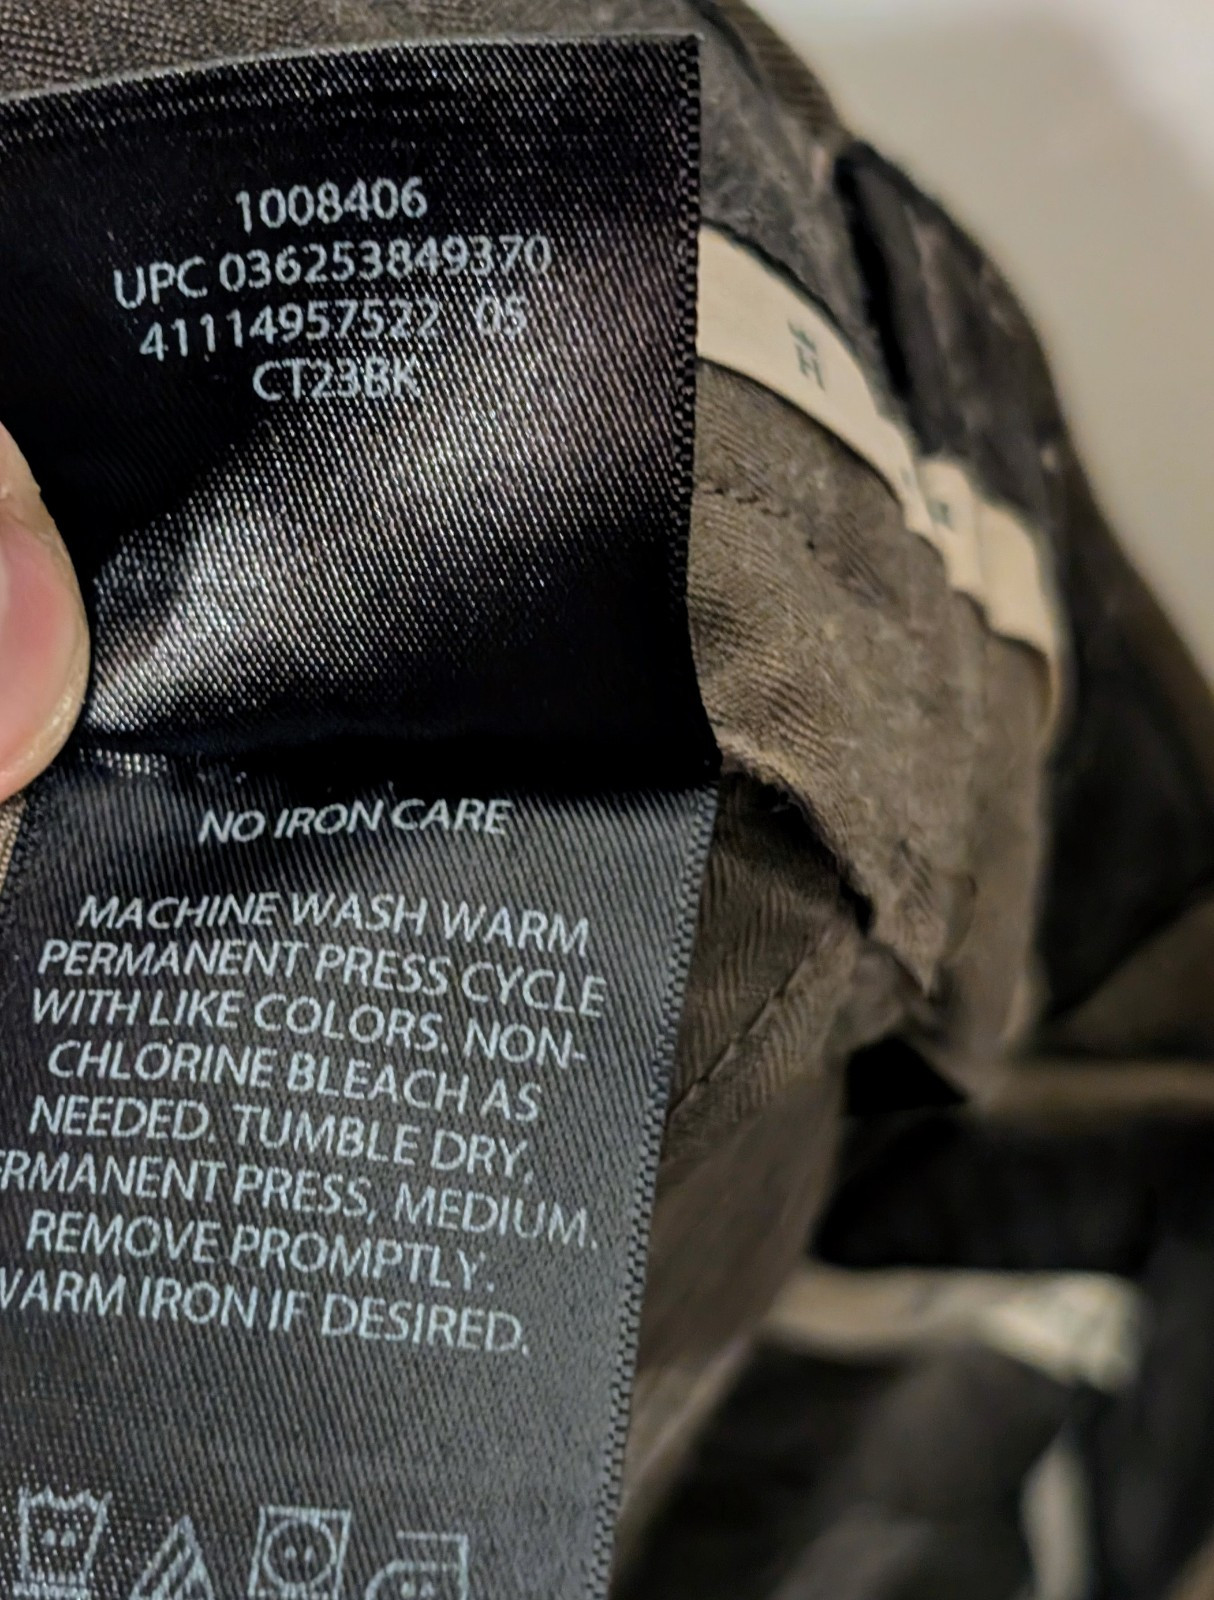 1008406
UPC 036253849370
41114957522 05
CT23BK
NO IRON CARE
MACHINE WASH WARM
PERMANENT PRESS CYCLE
WITH LIKE COLORS. NON-
CHLORINE BLEACH AS
NEEDED. TUMBLE DRY,
RMANENT PRESS, MEDIUM.
REMOVE PROMPTLY.
WARM IRON IF DESIRED.